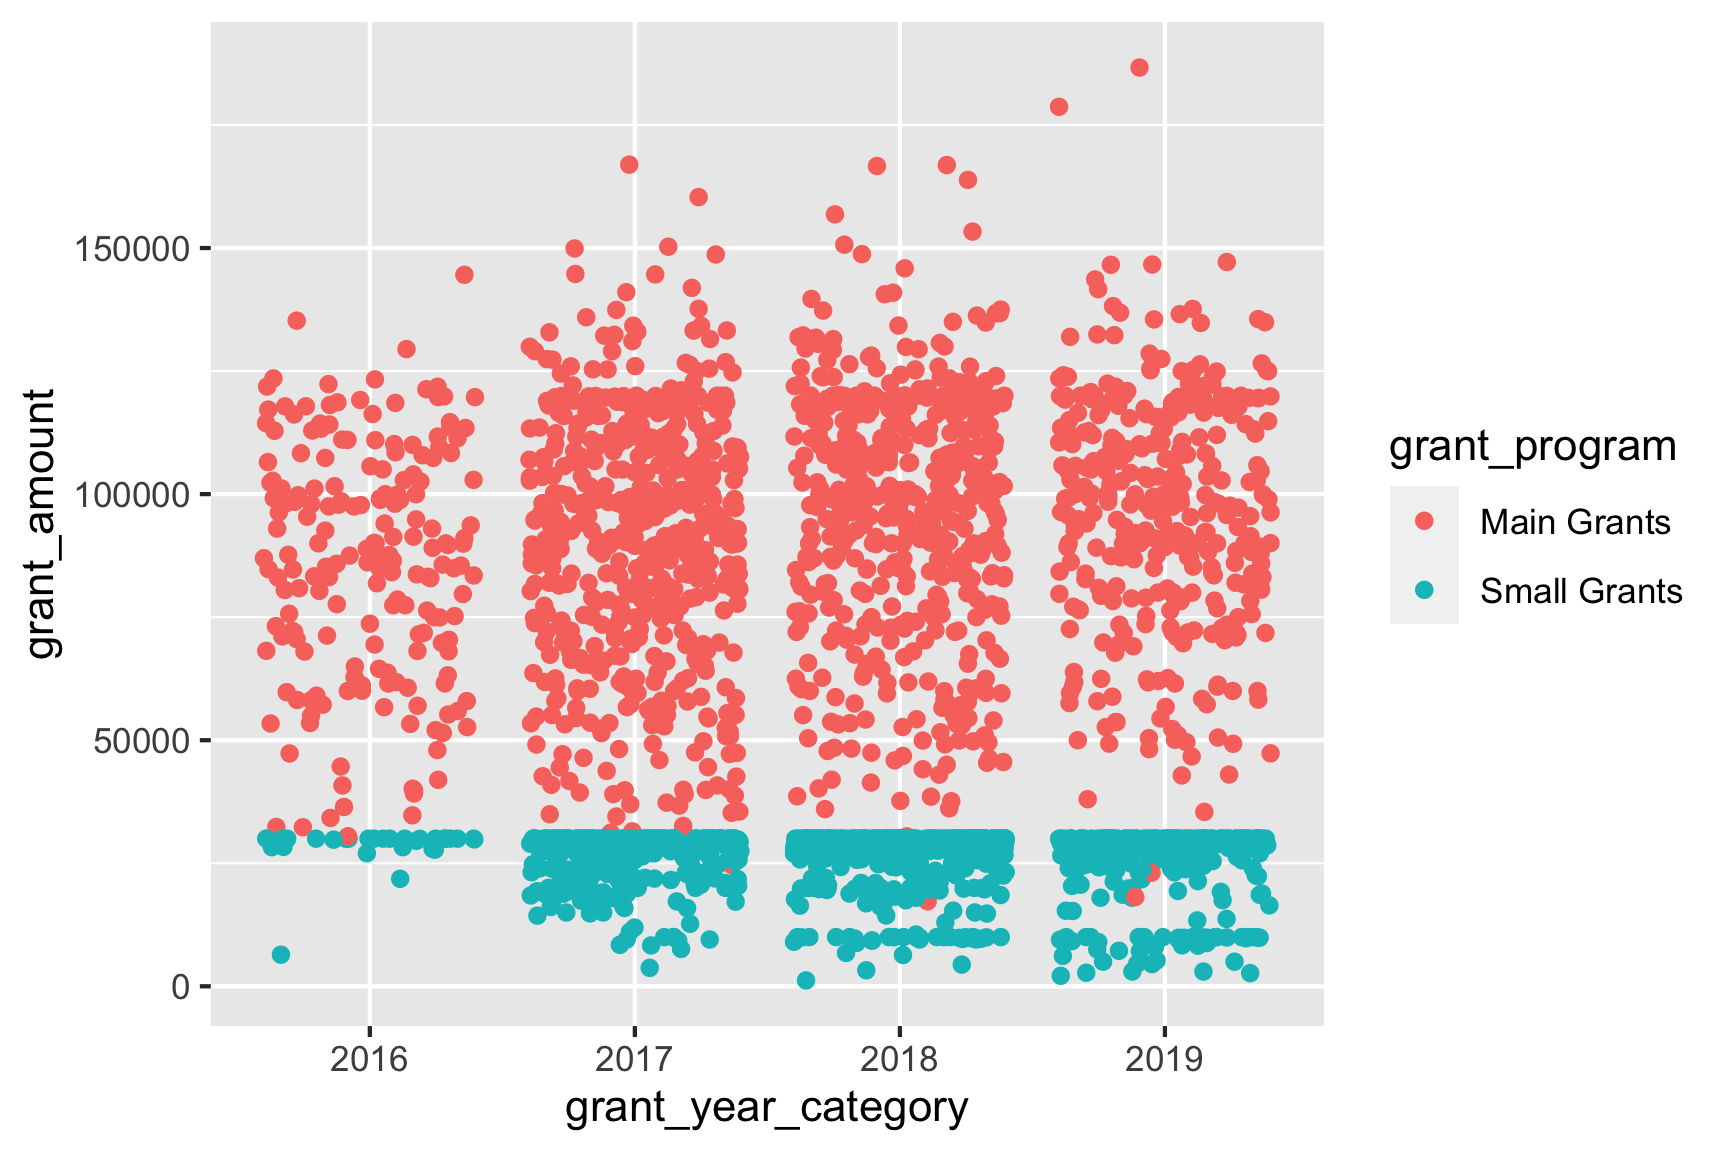 150000
100000
50000
0
grant_amount
2016
2017
2018
2019
grant_year_category
grant_program
Main Grants
Small Grants